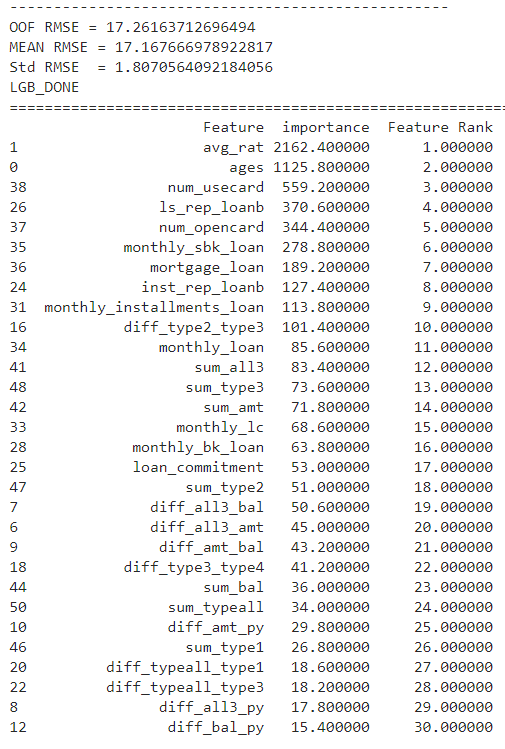 -------------------------------------------------
OOF RMSE = 17.26163712696494
MEAN RMSE = 17.167666978922817
Std RMSE  = 1.8070564092184056
LGB_DONE
========================================================
Feature importance Feature Rank
1 avg_rat 2162.400000 1.000000
0 ages 1125.800000 2.000000
38 num_usecard 559.200000 3.000000
26 ls_rep_loanb 370.600000 4.000000
37 num_opencard 344.400000 5.000000
35 monthly_sbk_loan 278.800000 6.000000
36 mortgage_loan 189.200000 7.000000
24 inst_rep_loanb 127.400000 8.000000
31 monthly_installments_loan 113.800000 9.000000
16 diff_type2_type3 101.400000 10.000000
34 monthly_loan 85.600000 11.000000
41 sum_all3 83.400000 12.000000
48 sum_type3 73.600000 13.000000
42 sum_amt 71.800000 14.000000
33 monthly_lc 68.600000 15.000000
28 monthly_bk_loan 63.800000 16.000000
25 loan_commitment 53.000000 17.000000
47 sum_type2 51.000000 18.000000
7 diff_all3_bal 50.600000 19.000000
6 diff_all3_amt 45.000000 20.000000
9 diff_amt_bal 43.200000 21.000000
18 diff_type3_type4 41.200000 22.000000
44 sum_bal 36.000000 23.000000
50 sum_typeall 34.000000 24.000000
10 diff_amt_py 29.800000 25.000000
46 sum_type1 26.800000 26.000000
20 diff_typeall_type1 18.600000 27.000000
22 diff_typeall_type3 18.200000 28.000000
8 diff_all3_py 17.800000 29.000000
12 diff_bal_py 15.400000 30.000000